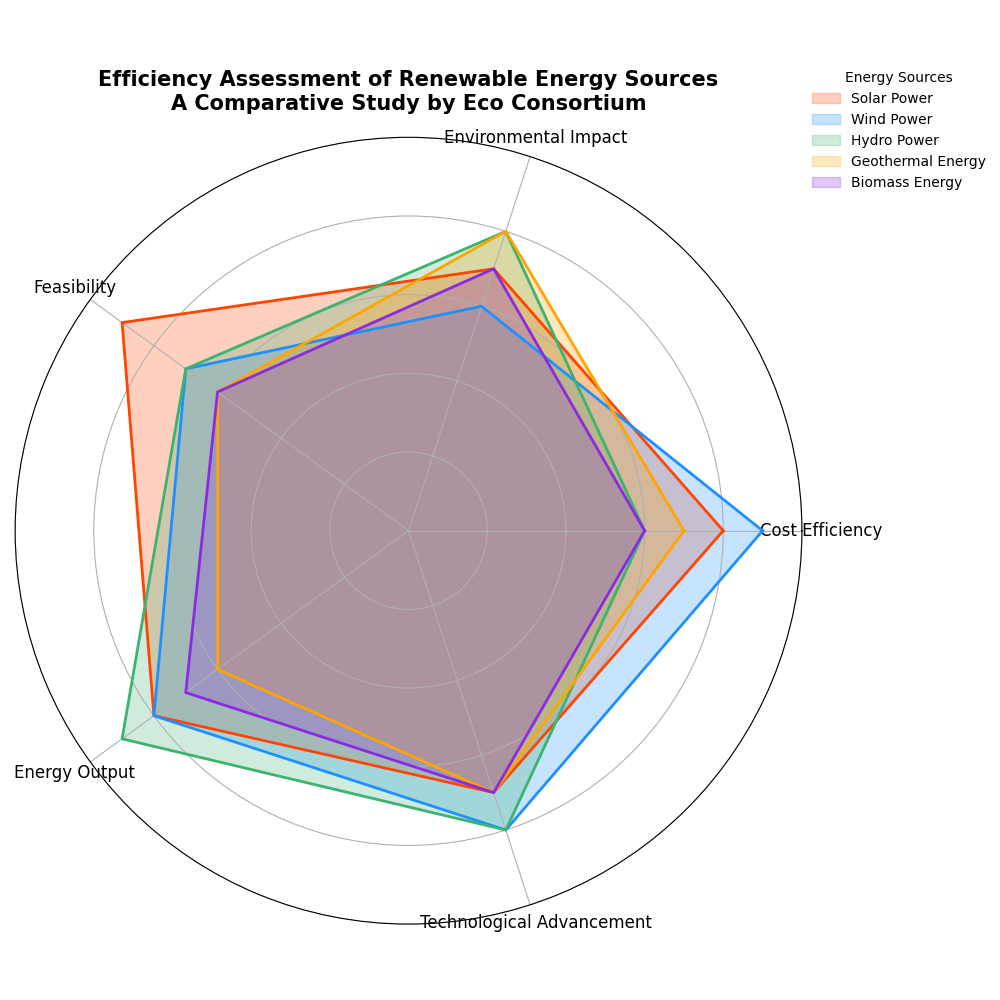 Efficiency Assessment of Renewable Energy Sources
A Comparative Study by Eco Consortium
Energy Sources
Solar Power
Wind Power
Hydro Power
Geothermal Energy
Biomass Energy
Environmental Impact
Feasibility
Cost Efficiency
Energy Output
Technological Advancement